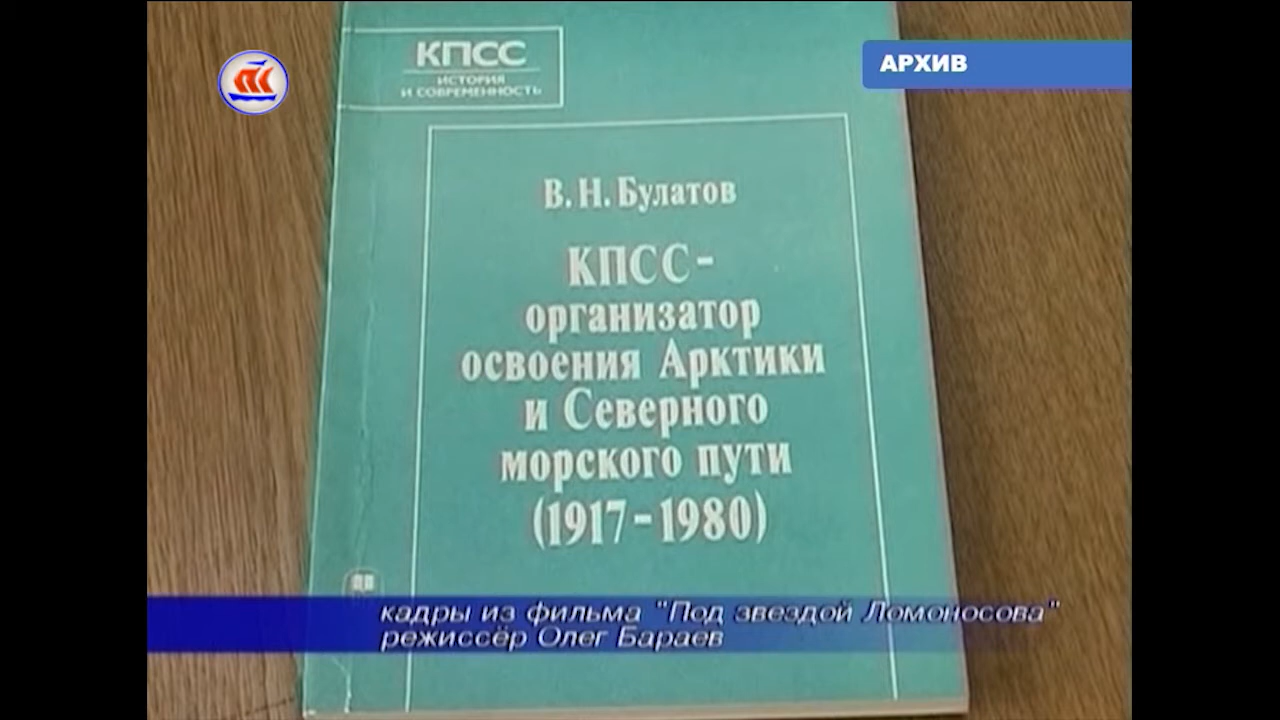 АРХИВ
КПСС
ИСТОРИЯ
И СОВРЕМЕННОСТЬ
В. Н. Булатов
КПСС -
организатор
освоения Арктики
и Северного
морского пути
(1917-1980)
кадры из фильма "Под звездой Ломоносова"
режиссёр Олег Бараев